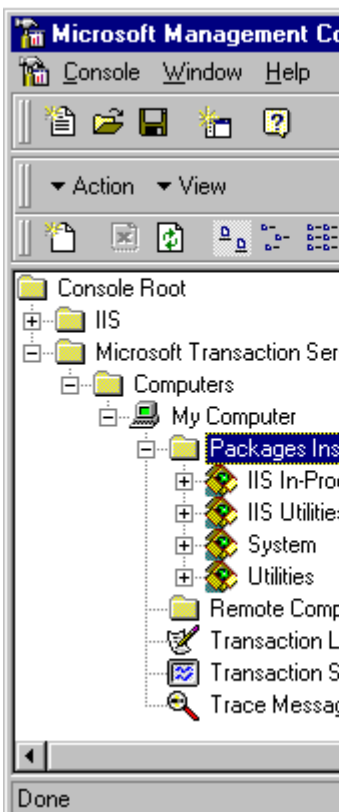 Microsoft Management Co
Console Window Help
Action View
Console Root
IIS
Microsoft Transaction Ser
Computers
My Computer
Packages Ins
IIS In-Proc
IIS Utilities
System
Utilities
Remote Comp
Transaction L
Transaction S
Trace Messag
Done